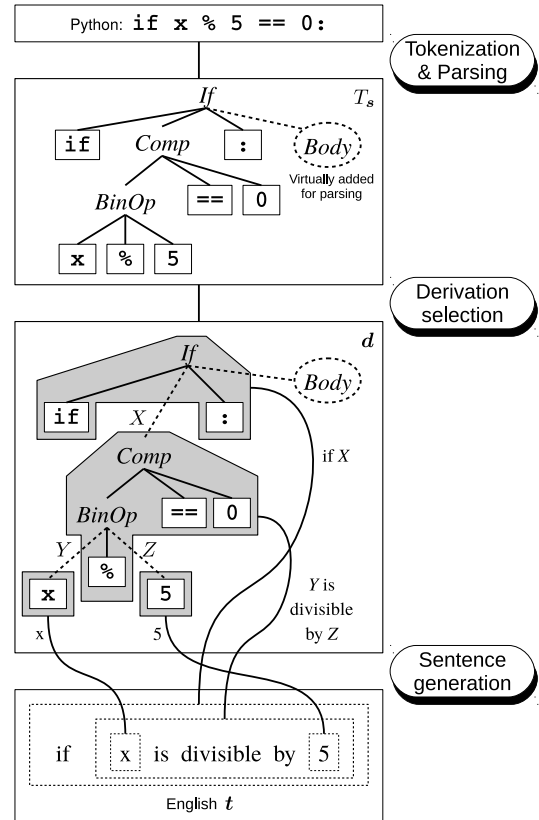 Python: if x % 5 == 0:
Tokenization
& Parsing
If
T_s
if
Comp
:
Body
Virtually added
for parsing
BinOp
==
0
x
%
5
Derivation
selection
d
If
Body
if
X
:
if X
Comp
BinOp
==
0
Y
Z
%
x
5
Y is
divisible
by Z
x
5
Sentence
generation
if x is divisible by 5
English t